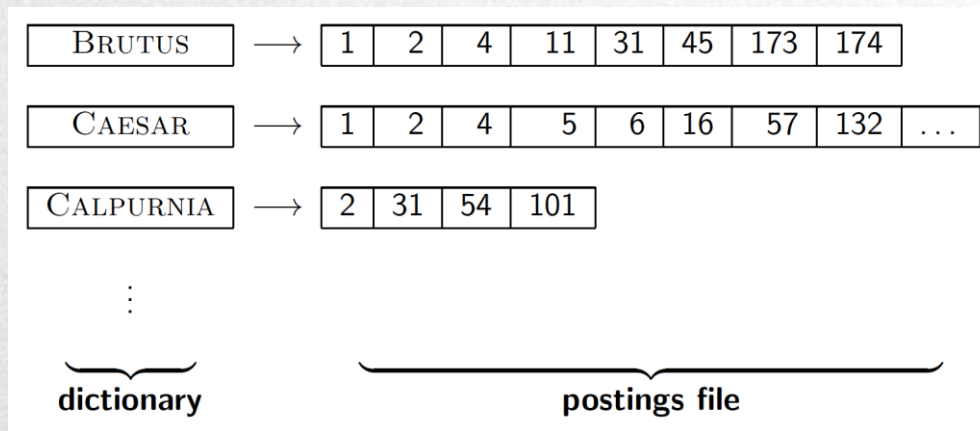 BRUTUS → 1 2 4 11 31 45 173 174
CAESAR → 1 2 4 5 6 16 57 132 ...
CALPURNIA → 2 31 54 101
⋮
dictionary postings file